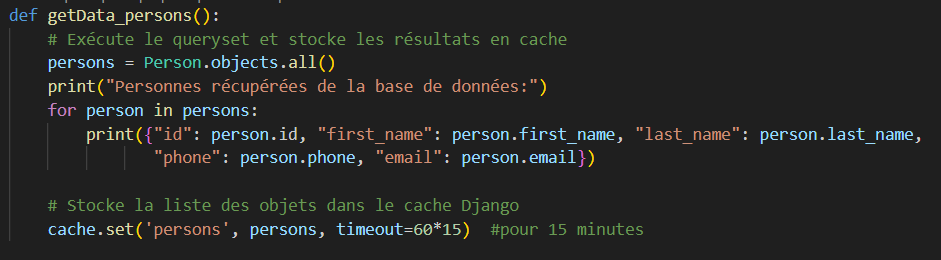 def getData_persons():
    # Exécute le queryset et stocke les résultats en cache
    persons = Person.objects.all()
    print("Personnes récupérées de la base de données:")
    for person in persons:
        print({"id": person.id, "first_name": person.first_name, "last_name": person.last_name,
               "phone": person.phone, "email": person.email})
    # Stocke la liste des objets dans le cache Django
    cache.set('persons', persons, timeout=60*15)  #pour 15 minutes